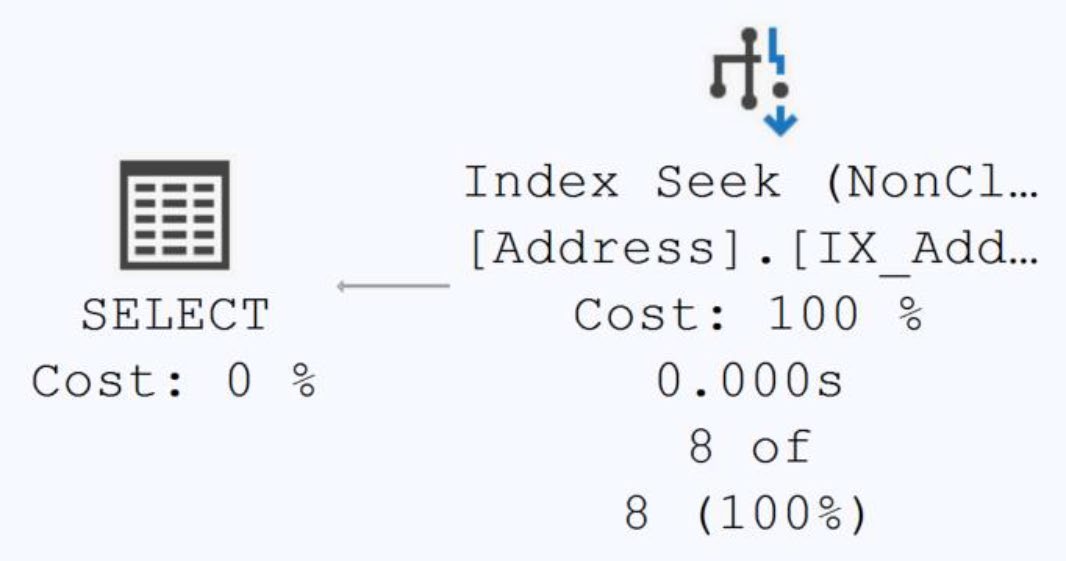 SELECT
Cost: 0 %
Index Seek (NonCl…
[Address].[IX_Add…
Cost: 100 %
0.000s
8 of
8 (100%)